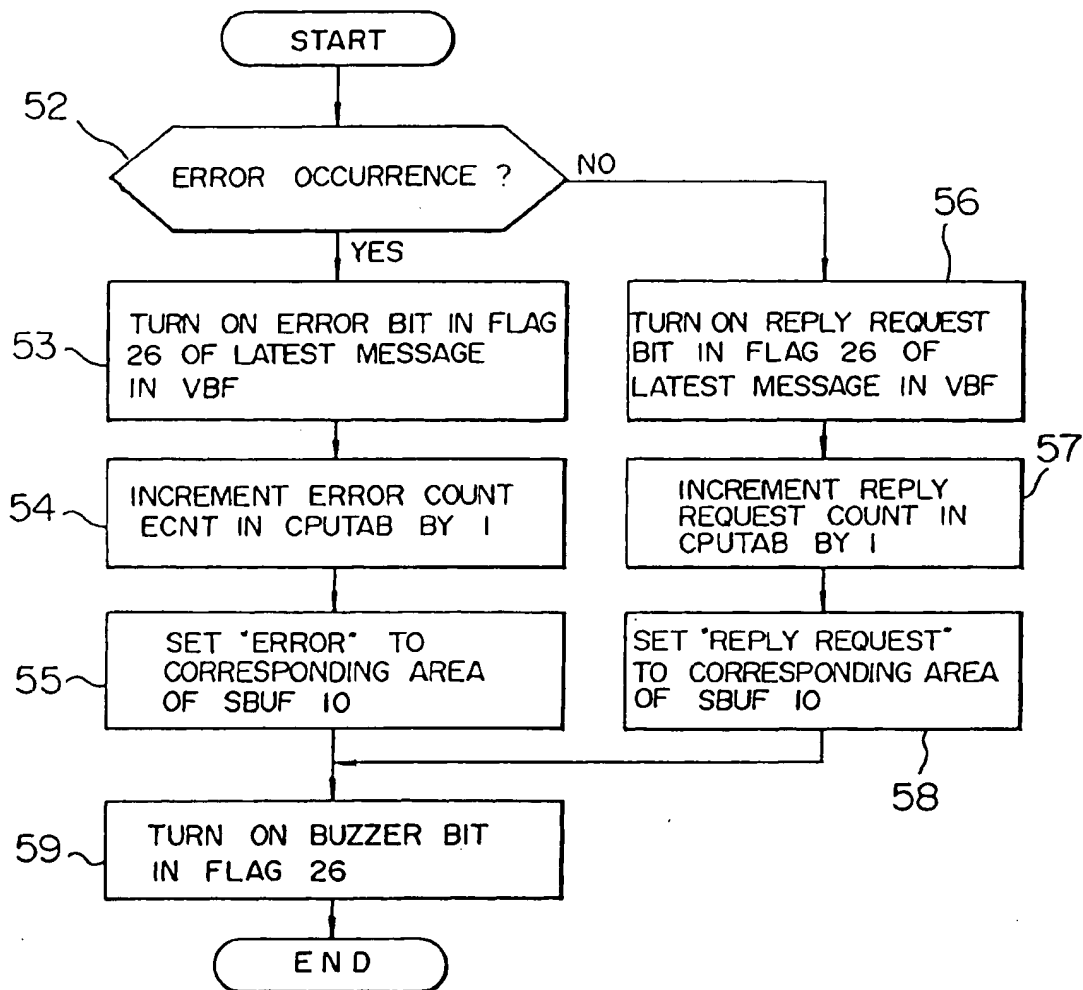 START
52
ERROR OCCURRENCE ?
NO
YES
56
53
TURN ON ERROR BIT IN FLAG
26 OF LATEST MESSAGE
IN VBF
TURN ON REPLY REQUEST
BIT IN FLAG 26 OF
LATEST MESSAGE IN VBF
57
54
INCREMENT ERROR COUNT
ECNT IN CPUTAB BY 1
INCREMENT REPLY
REQUEST COUNT IN
CPUTAB BY 1
55
SET "ERROR" TO
CORRESPONDING AREA
OF SBUF 10
SET "REPLY REQUEST"
TO CORRESPONDING AREA
OF SBUF 10
58
59
TURN ON BUZZER BIT
IN FLAG 26
END